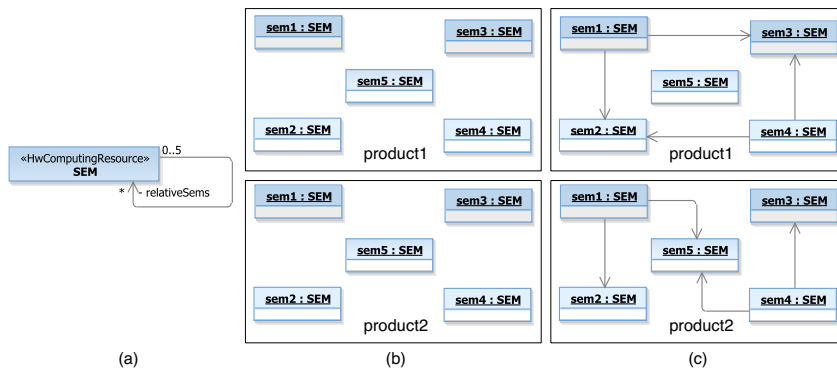 «HwComputingResource»
SEM
0..5
*
- relativeSems
(a)
sem1 : SEM
sem3 : SEM
sem5 : SEM
sem2 : SEM
sem4 : SEM
product1
sem1 : SEM
sem3 : SEM
sem5 : SEM
sem2 : SEM
sem4 : SEM
product2
(b)
sem1 : SEM
sem3 : SEM
sem5 : SEM
sem2 : SEM
sem4 : SEM
product1
sem1 : SEM
sem3 : SEM
sem5 : SEM
sem2 : SEM
sem4 : SEM
product2
(c)